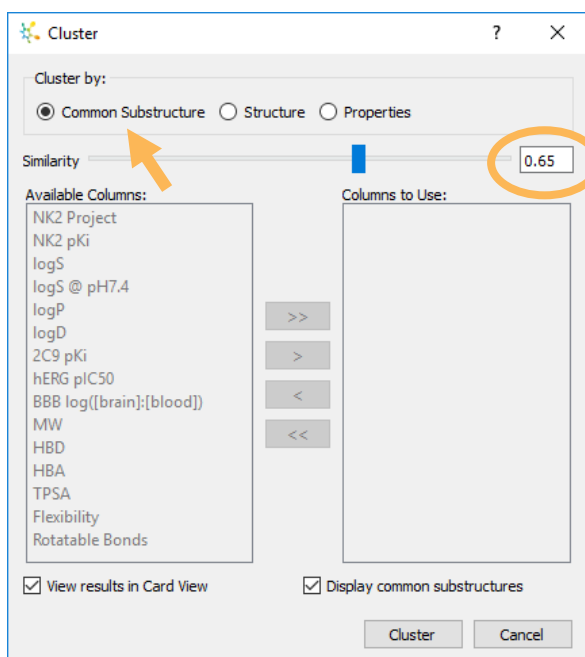 Cluster
?
Cluster by:
Common Substructure Structure Properties
Similarity 0.65
Available Columns: Columns to Use:
NK2 Project
NK2 pKi
logS
logS @ pH7.4
logP
logD
2C9 pKi
hERG pIC50
BBB log([brain]:[blood])
MW
HBD
HBA
TPSA
Flexibility
Rotatable Bonds
>>
>
<
<<
View results in Card View Display common substructures
Cluster Cancel